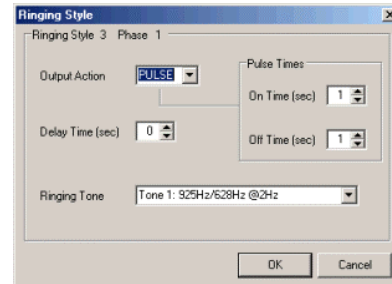 Ringing Style
Ringing Style 3 Phase 1
Output Action
PULSE
Pulse Times
On Time (sec)
1
Delay Time (sec)
0
Off Time (sec)
1
Ringing Tone
Tone 1: 925Hz/628Hz @2Hz
OK
Cancel